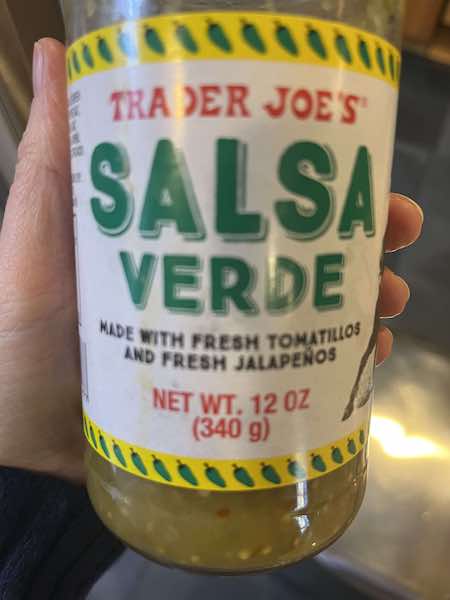 TRADER JOE'S
SALSA
VERDE
MADE WITH FRESH TOMATILLOS
AND FRESH JALAPEÑOS
NET WT. 12 OZ
(340 g)